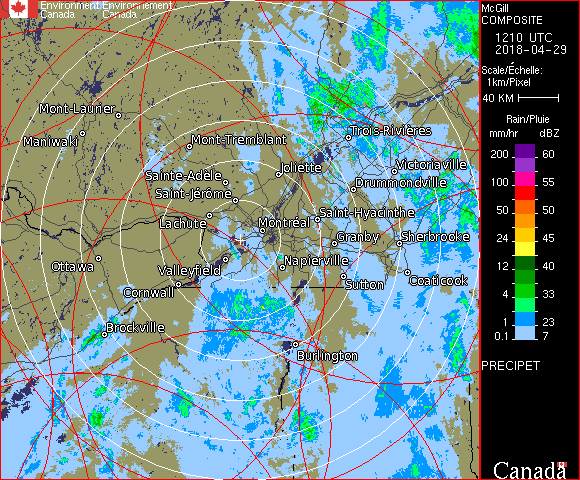 Environment Environnement
Canada Canada
McGill
COMPOSITE
1210 UTC
2018-04-29
Scale/Échelle:
1km/Pixel
40 KM
Rain/Pluie
mm/hr dBZ
200 60
100 55
50 50
24 45
12 40
4 33
1 23
0.1 7
PRECIPET
Mont-Laurier
Maniwaki
Mont-Tremblant
Trois-Rivières
Victoriaville
Joliette
Sainte-Adèle
Drummondville
Saint-Jérôme
Saint-Hyacinthe
Lachute
Montréal
Granby
Sherbrooke
Ottawa
Valleyfield
Napierville
Coaticook
Sutton
Cornwall
Brockville
Burlington
Canada